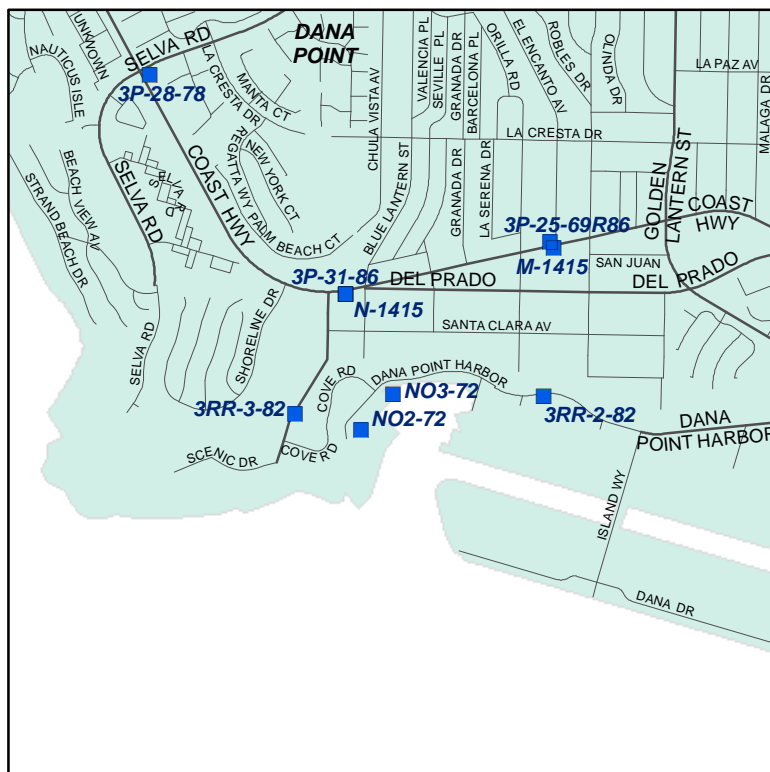 UNKNOWN
NAUTICUS ISLE
SELVA RD
3P-28-78
LA CRESTA DR
MANTA CT
DANA
POINT
CHULA VISTA AV
VALENCIA PL
SEVILLE PL
GRANADA DR
BARCELONA PL
ORILLA RD
EL ENCANTO AV
ROBLES DR
OLINDA DR
LA PAZ AV
MALAGA DR
LA CRESTA DR
GOLDEN
LANTERN ST
COAST
HWY
NEW YORK CT
REGATTA WY
PALM BEACH CT
COAST HWY
SELVA RD
SELVA RD
BEACH VIEW AV
STRAND BEACH DR
BLUE LANTERN ST
GRANADA DR
LA SERENA DR
3P-25-69R86
M-1415
SAN JUAN
DEL PRADO
3P-31-86
DEL PRADO
N-1415
SANTA CLARA AV
SELVA RD
SHORELINE DR
DANA POINT HARBOR
COVE RD
NO3-72
3RR-3-82
3RR-2-82
NO2-72
DANA
POINT HARBOR
SCENIC DR
COVE RD
ISLAND WY
DANA DR